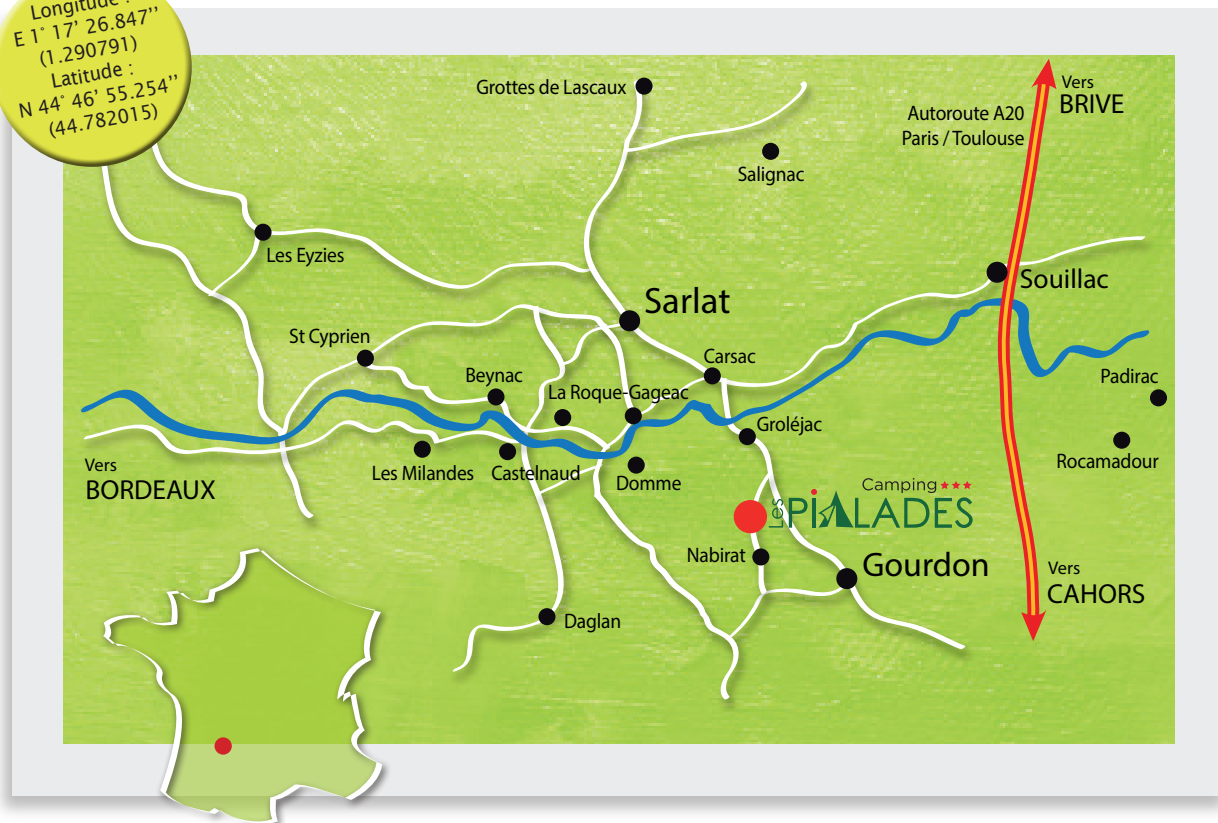 Longitude :
E 1° 17’ 26.847’’
(1.290791)
Latitude :
N 44° 46’ 55.254’’
(44.782015)
Grottes de Lascaux
Vers
BRIVE
Autoroute A20
Paris / Toulouse
Salignac
Les Eyzies
Souillac
Sarlat
St Cyprien
Carsac
Beynac
La Roque-Gageac
Padirac
Groléjac
Rocamadour
Vers
BORDEAUX
Les Milandes
Castelnaud
Domme
Camping ★★★
Les PiALADES
Nabirat
Gourdon
Vers
CAHORS
Daglan